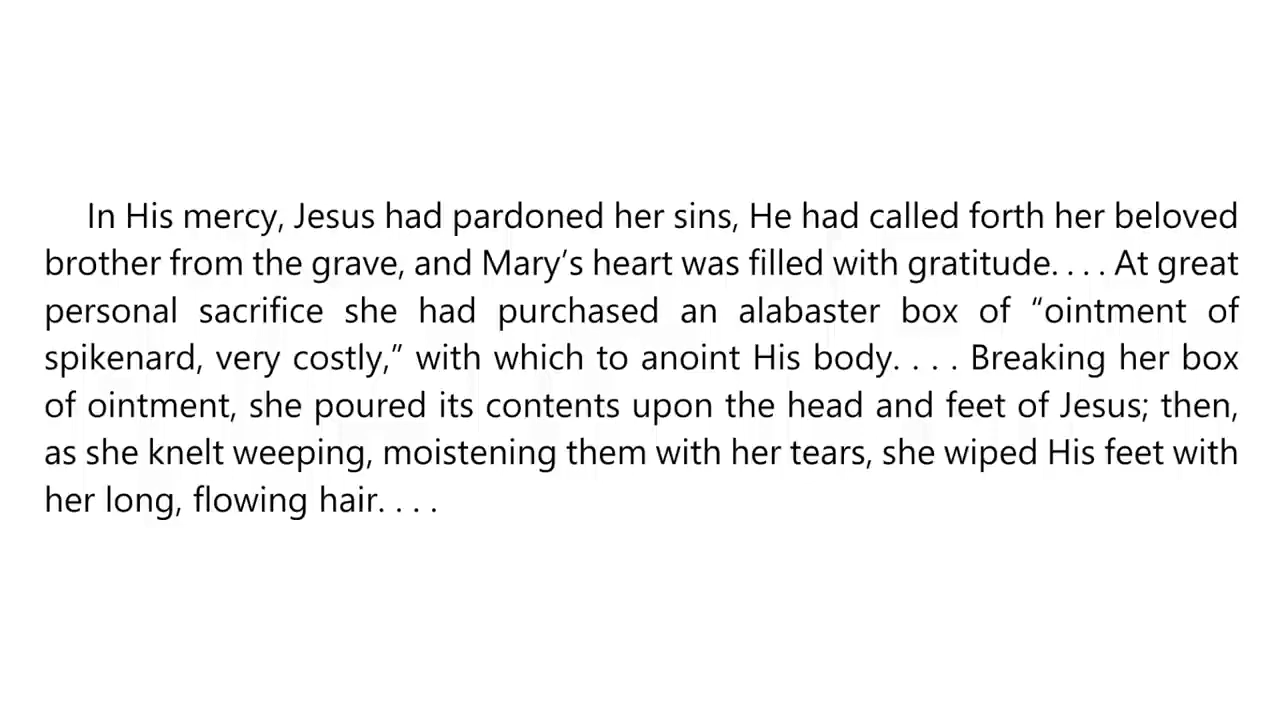 In His mercy, Jesus had pardoned her sins, He had called forth her beloved
brother from the grave, and Mary’s heart was filled with gratitude. . . . At great
personal sacrifice she had purchased an alabaster box of “ointment of
spikenard, very costly,” with which to anoint His body. . . . Breaking her box
of ointment, she poured its contents upon the head and feet of Jesus; then,
as she knelt weeping, moistening them with her tears, she wiped His feet with
her long, flowing hair. . . .